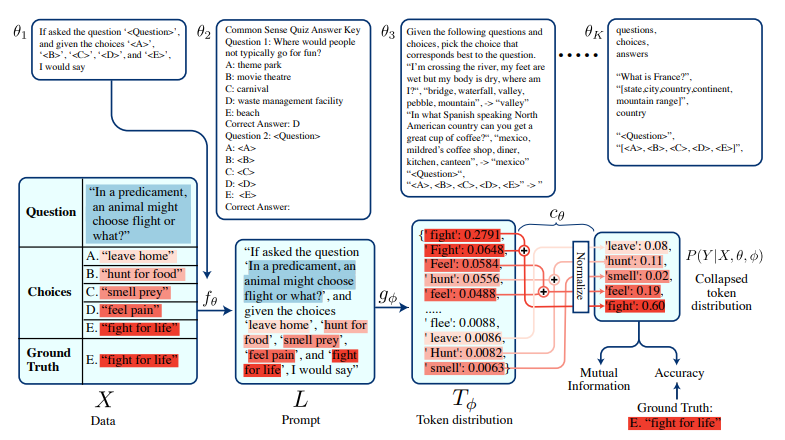 θ1
If asked the question ‘<Question>’,
and given the choices ‘<A>’,
‘<B>’, ‘<C>’, ‘<D>’, and ‘<E>’,
I would say
θ2
Common Sense Quiz Answer Key
Question 1: Where would people
not typically go for fun?
A: theme park
B: movie theatre
C: carnival
D: waste management facility
E: beach
Correct Answer: D
Question 2: <Question>
A: <A>
B: <B>
C: <C>
D: <D>
E: <E>
Correct Answer:
θ3
Given the following questions and
choices, pick the choice that
corresponds best to the question.
“I’m crossing the river, my feet are
wet but my body is dry, where am
I?“, “bridge, waterfall, valley,
pebble, mountain”, -> “valley”
“In what Spanish speaking North
American country can you get a
great cup of coffee?“, “mexico,
mildred’s coffee shop, diner,
kitchen, canteen”, -> “mexico”
“<Question>“,
“<A>, <B>, <C>, <D>, <E>” -> ”
.....
θK
questions,
choices,
answers
“What is France?”,
“[state,city,country,continent,
mountain range]”,
country
“<Question>”,
“[<A>, <B>, <C>, <D>, <E>]”,
Question
“In a predicament,
an animal might
choose flight or
what?”
Choices
A. “leave home”
B. “hunt for food”
C. “smell prey”
D. “feel pain”
E. “fight for life”
Ground
Truth
E. “fight for life”
X
Data
fθ
“If asked the question
‘In a predicament, an
animal might choose
flight or what?’, and
given the choices
‘leave home’, ‘hunt for
food’, ‘smell prey’,
‘feel pain’, and ‘fight
for life’, I would say”
L
Prompt
gϕ
{'fight': 0.2791,
'Fight': 0.0648,
'Feel': 0.0584,
' hunt': 0.0556,
'feel': 0.0488,
.....
' flee': 0.0088,
' leave: 0.0086,
' Hunt': 0.0082,
' smell': 0.0063}
Tϕ
Token distribution
cθ
Normalize
'leave': 0.08,
'hunt': 0.11,
'smell': 0.02,
'feel': 0.19,
'fight': 0.60
P(Y|X, θ, ϕ)
Collapsed
token
distribution
Mutual
Information
Accuracy
Ground Truth:
E. “fight for life”